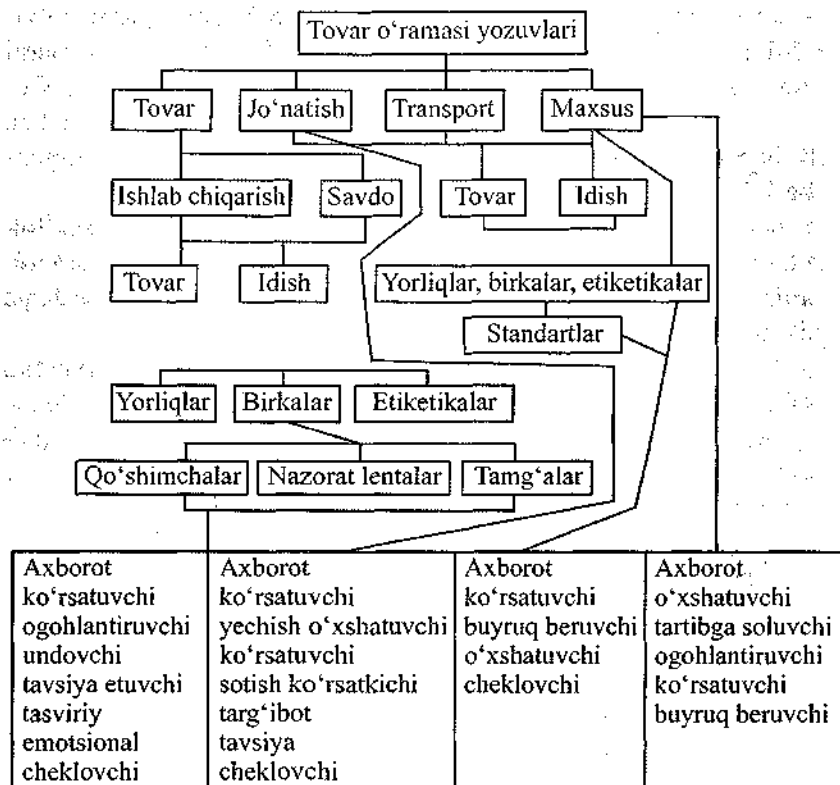 Tovar o‘ramasi yozuvlari
Tovar
Jo‘natish
Transport
Maxsus
Ishlab chiqarish
Savdo
Tovar
Idish
Tovar
Idish
Yorliqlar, birkalar, etiketikalar
Standartlar
Yorliqlar
Birkalar
Etiketikalar
Qo‘shimchalar
Nazorat lentalar
Tamg‘alar
Axborot
ko‘rsatuvchi
ogohlantiruvchi
undovchi
tavsiya etuvchi
tasviriy
emotsional
cheklovchi
Axborot
ko‘rsatuvchi
yechish o‘xshatuvchi
ko‘rsatuvchi
sotish ko‘rsatkichi
targ‘ibot
tavsiya
cheklovchi
Axborot
ko‘rsatuvchi
buyruq beruvchi
o‘xshatuvchi
cheklovchi
Axborot
o‘xshatuvchi
tartibga soluvchi
ogohlantiruvchi
ko‘rsatuvchi
buyruq beruvchi